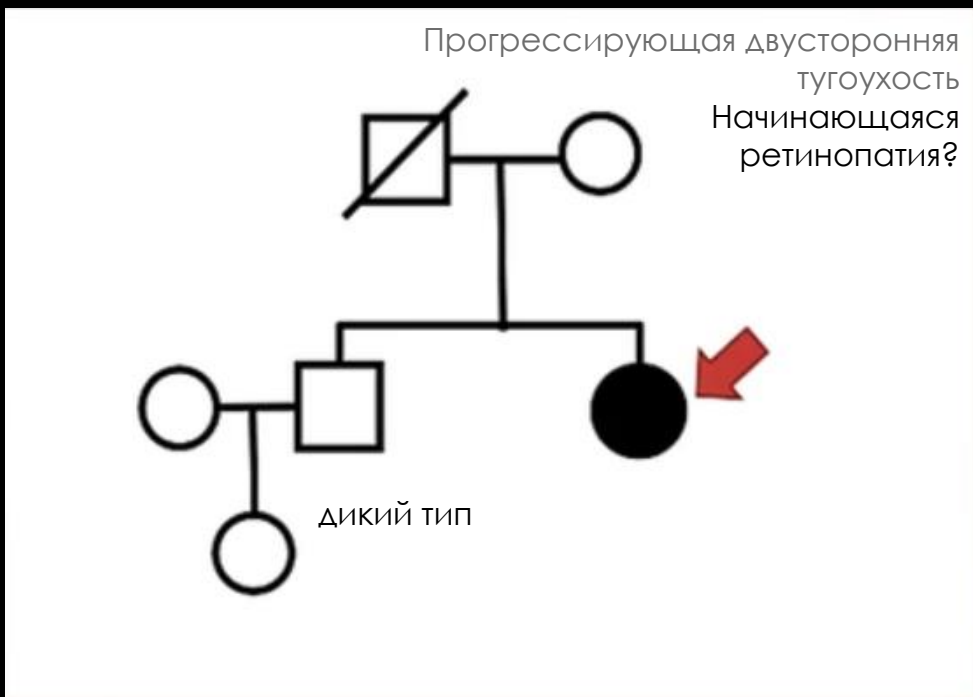 Прогрессирующая двусторонняя
тугоухость
Начинающаяся
ретинопатия?
дикий тип